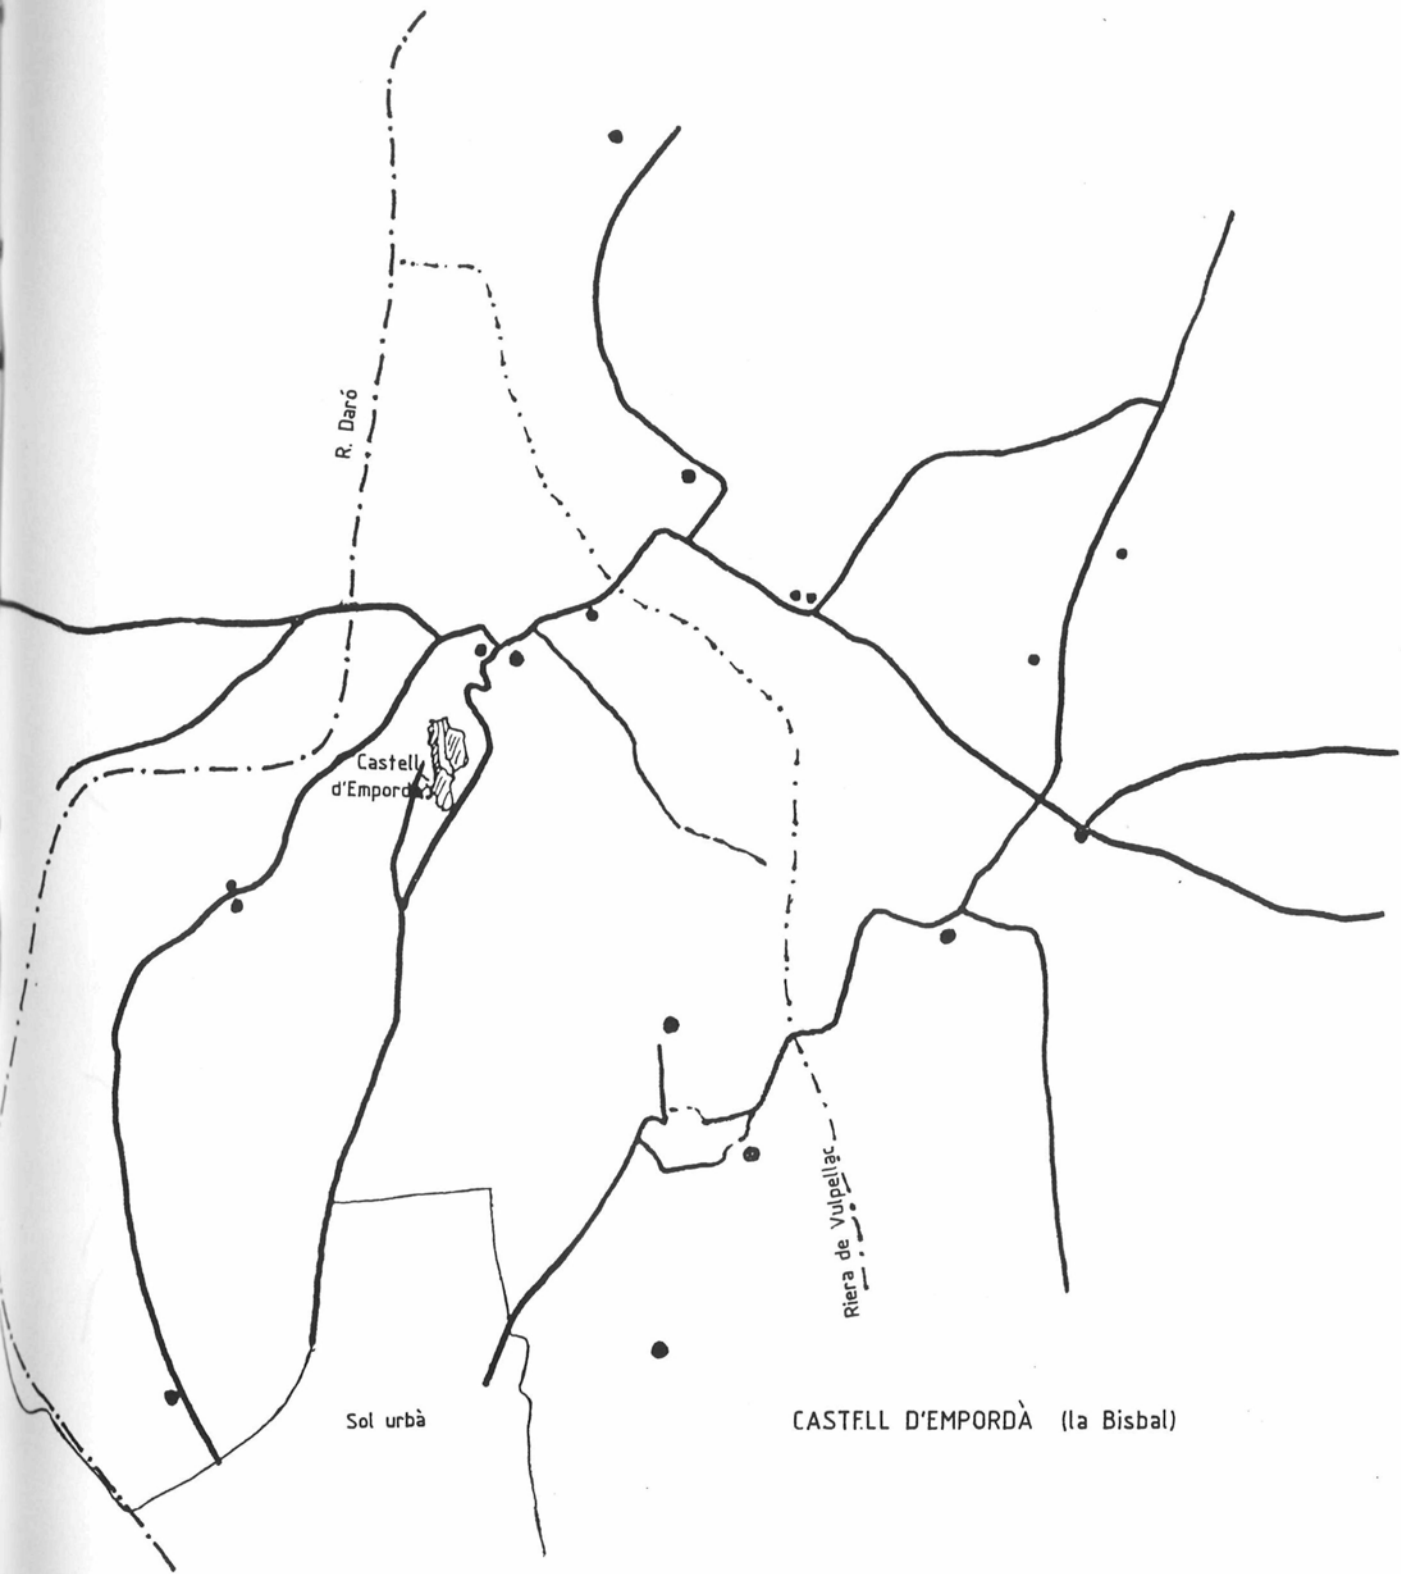 R. Daró
Castell
d'Empordà
Riera de Vulpellac
Sol urbà
CASTELL D'EMPORDÀ (la Bisbal)